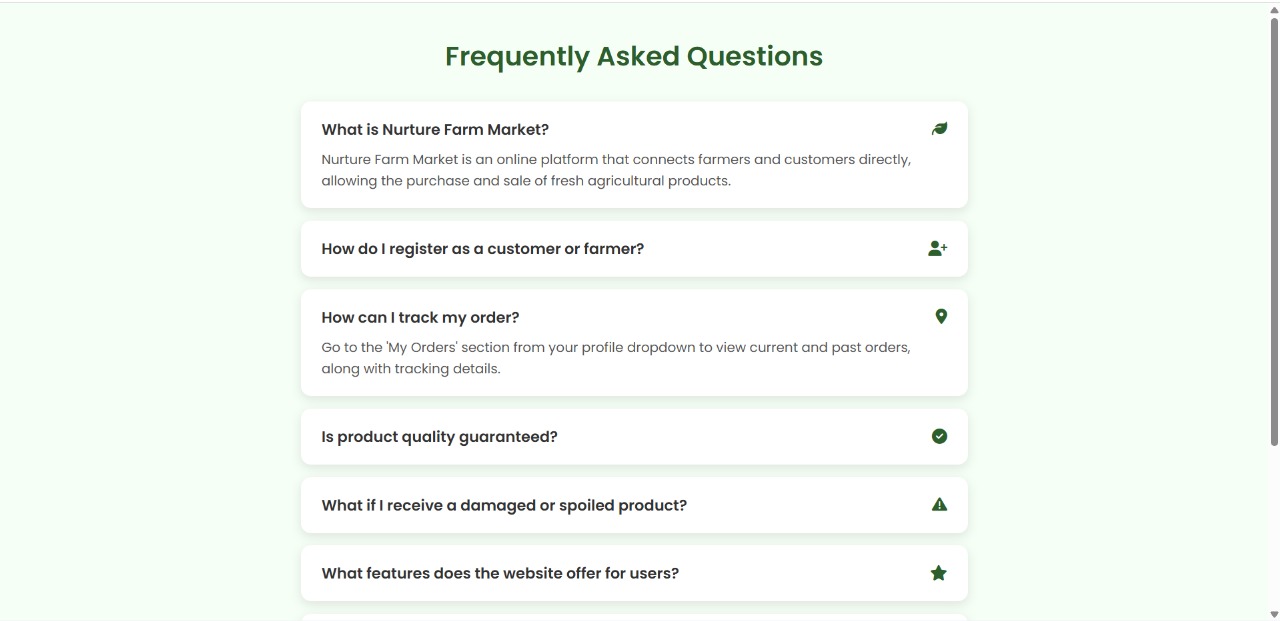 Frequently Asked Questions
What is Nurture Farm Market?
Nurture Farm Market is an online platform that connects farmers and customers directly,
allowing the purchase and sale of fresh agricultural products.
How do I register as a customer or farmer?
How can I track my order?
Go to the 'My Orders' section from your profile dropdown to view current and past orders,
along with tracking details.
Is product quality guaranteed?
What if I receive a damaged or spoiled product?
What features does the website offer for users?